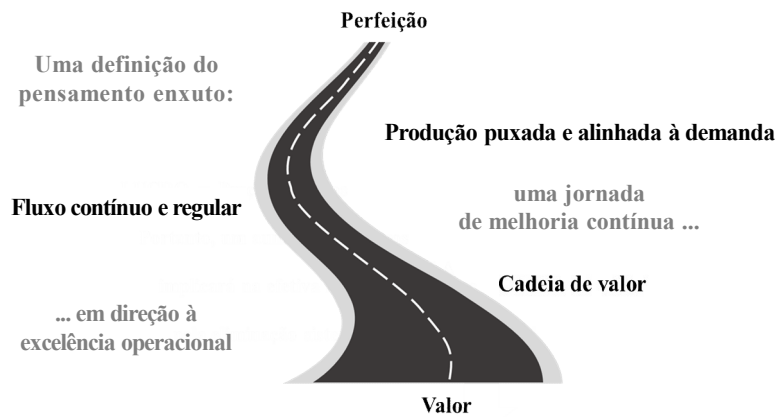 Perfeição
Uma definição do
pensamento enxuto:
Produção puxada e alinhada à demanda
Fluxo contínuo e regular
uma jornada
de melhoria contínua ...
Cadeia de valor
... em direção à
excelência operacional
Valor